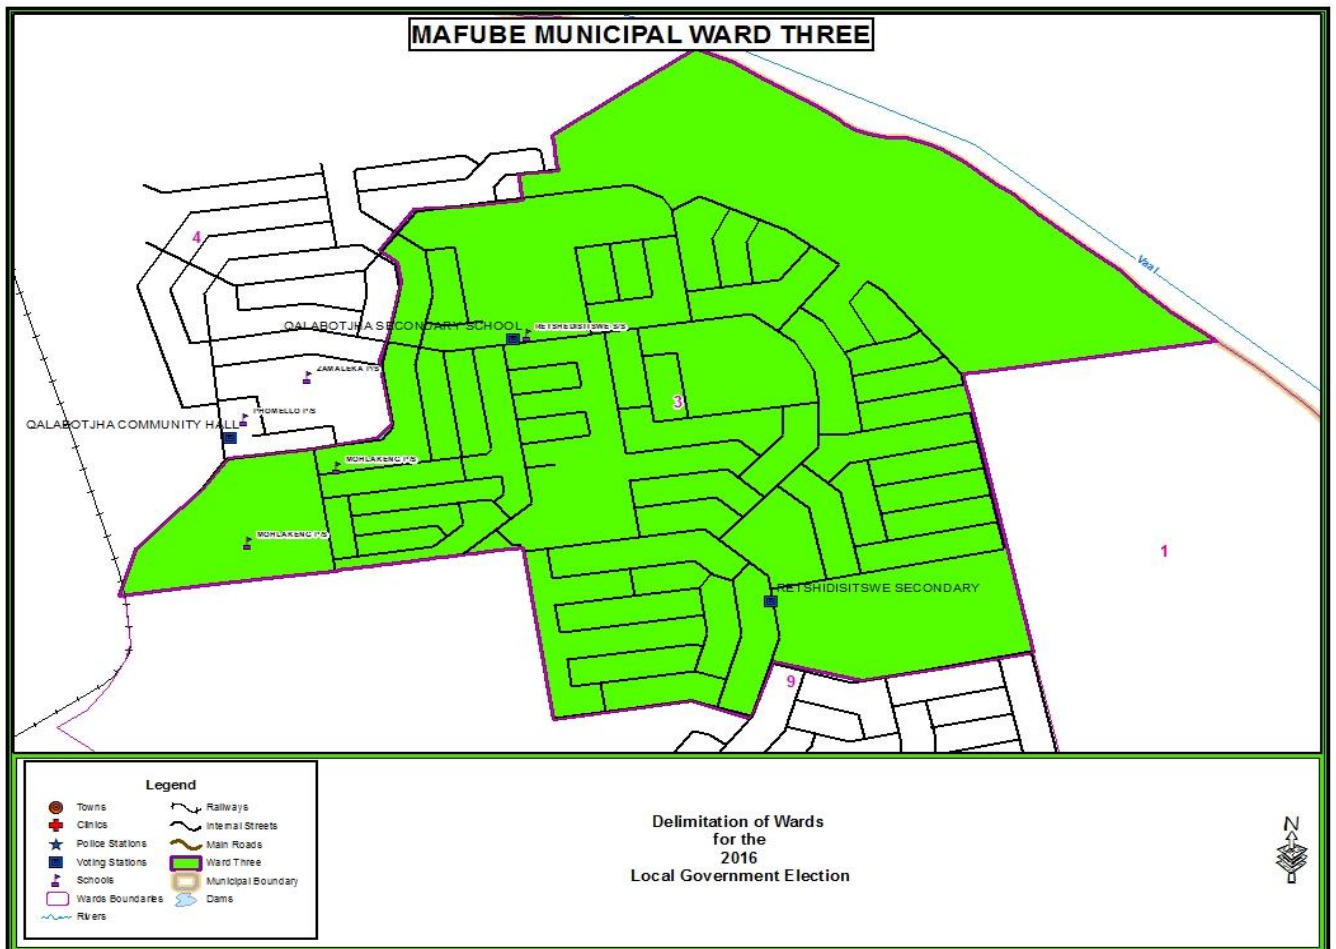 MAFUBE MUNICIPAL WARD THREE
4
Vaal
QALABOTJHA SECONDARY SCHOOL
RETSHEDISITSWE S/S
ZAMALEKA P/S
3
PHOMELLO P/S
QALABOTJHA COMMUNITY HALL
MOHLAKENG P/S
MOHLAKENG P/S
1
RETSHIDISITSWE SECONDARY
9
Legend
Towns
Clinics
Police Stations
Voting Stations
Schools
Wards Boundaries
Rivers
Railways
Internal Streets
Main Roads
Ward Three
Municipal Boundary
Dams
Delimitation of Wards
for the
2016
Local Government Election
N